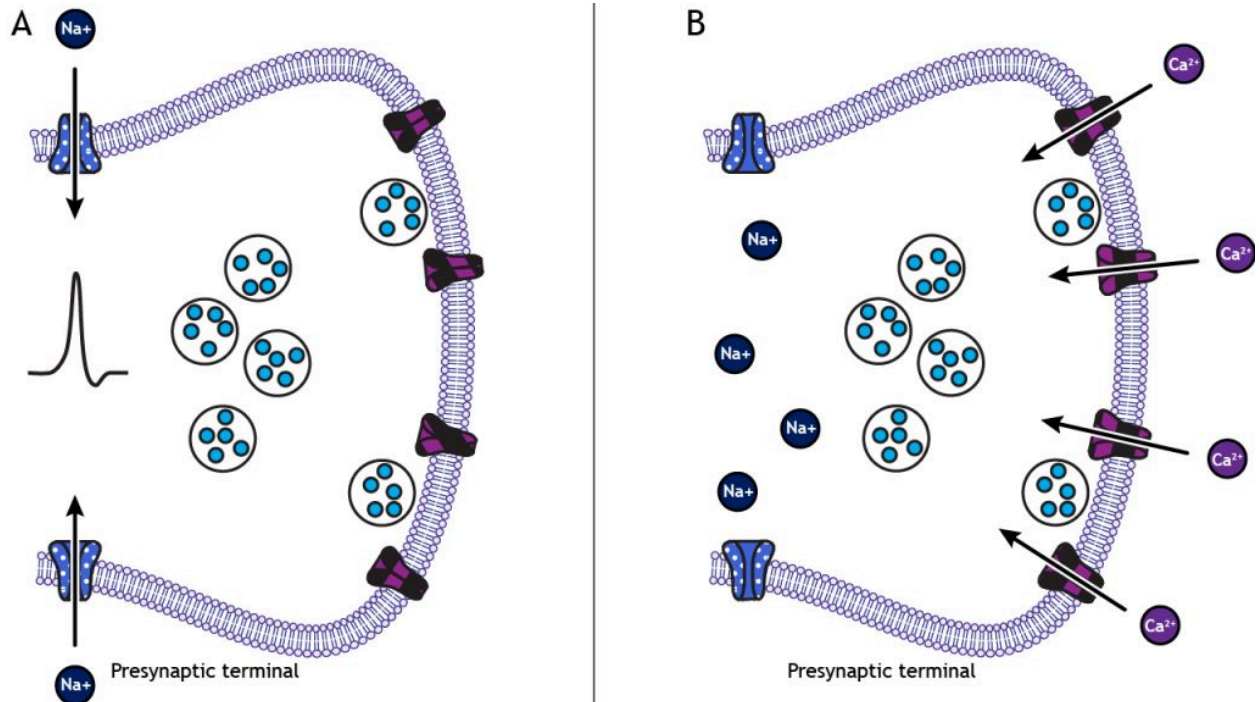 A
Na+
Na+
Presynaptic terminal
B
Ca²⁺
Na+
Ca²⁺
Na+
Na+
Ca²⁺
Na+
Ca²⁺
Presynaptic terminal